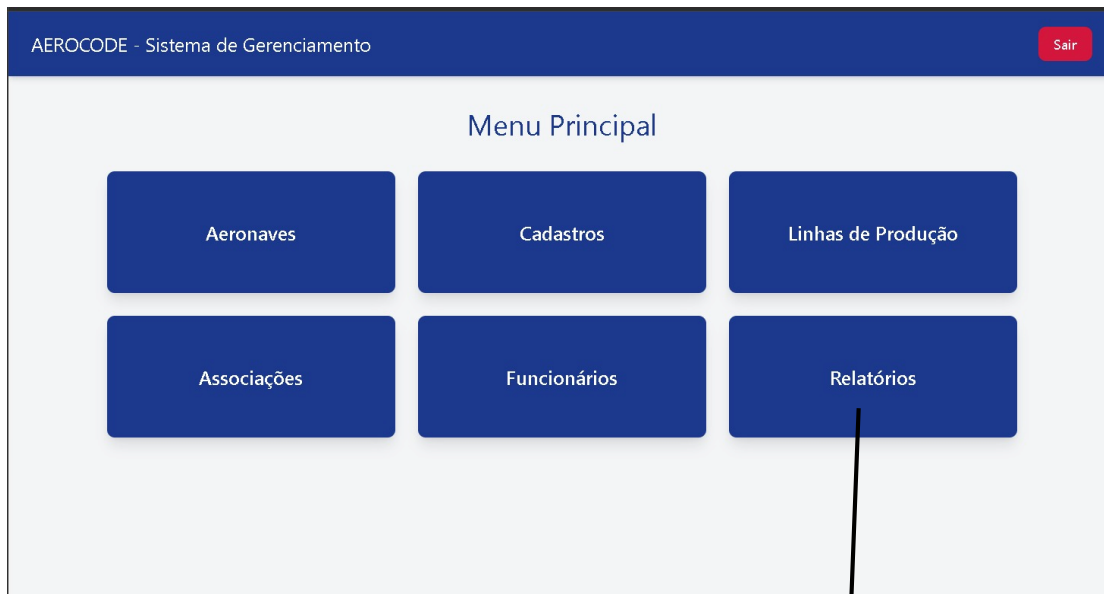 AEROCODE - Sistema de Gerenciamento
Sair
Menu Principal
Aeronaves
Cadastros
Linhas de Produção
Associações
Funcionários
Relatórios